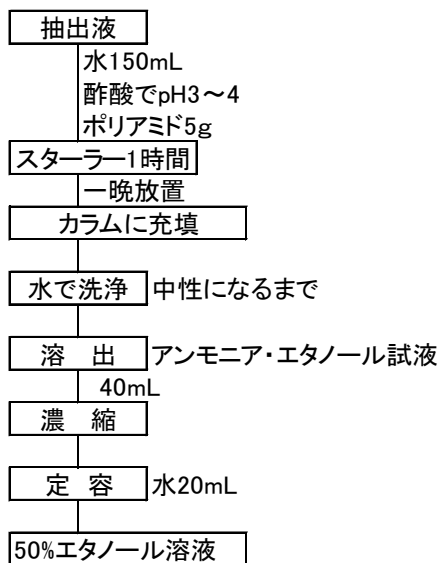 抽出液
水150mL
酢酸でpH3～4
ポリアミド5g
スターラー1時間
一晩放置
カラムに充填
水で洗浄 中性になるまで
溶 出 アンモニア・エタノール試液
40mL
濃 縮
定 容 水20mL
50%エタノール溶液